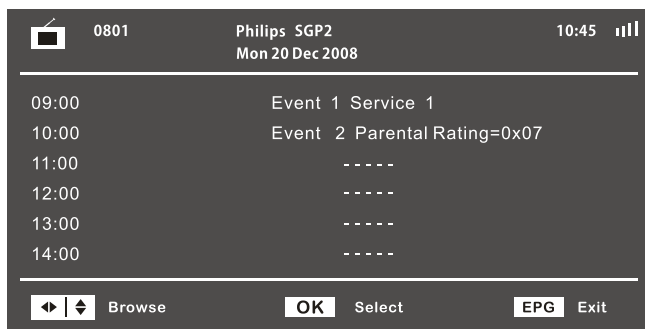 0801 Philips SGP2 10:45
Mon 20 Dec 2008
09:00 Event 1 Service 1
10:00 Event 2 Parental Rating=0x07
11:00 -----
12:00 -----
13:00 -----
14:00 -----
Browse OK Select EPG Exit